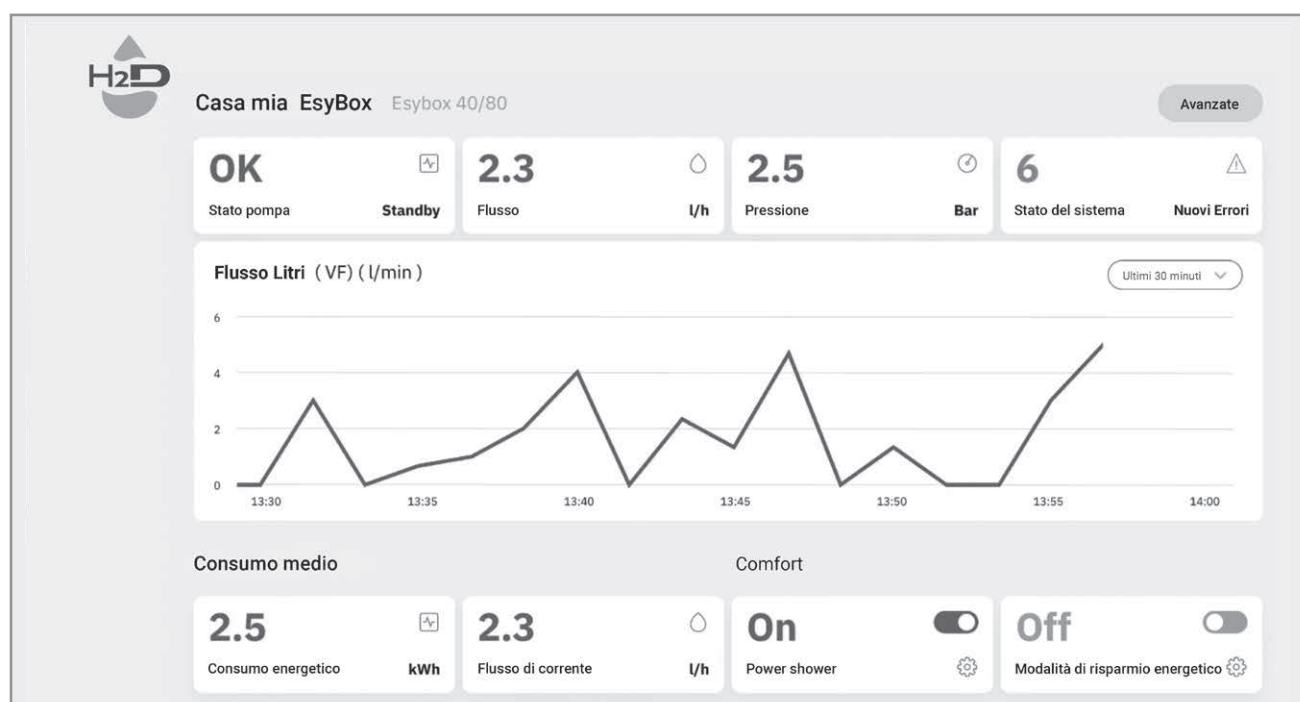 H2D
Casa mia EsyBox Esybox 40/80
Avanzate
OK
Stato pompa Standby
2.3
Flusso l/h
2.5
Pressione Bar
6
Stato del sistema Nuovi Errori
Flusso Litri ( VF) ( l/min )
Ultimi 30 minuti
6
4
2
0
13:30 13:35 13:40 13:45 13:50 13:55 14:00
Consumo medio
Comfort
2.5
Consumo energetico kWh
2.3
Flusso di corrente l/h
On
Power shower
Off
Modalità di risparmio energetico